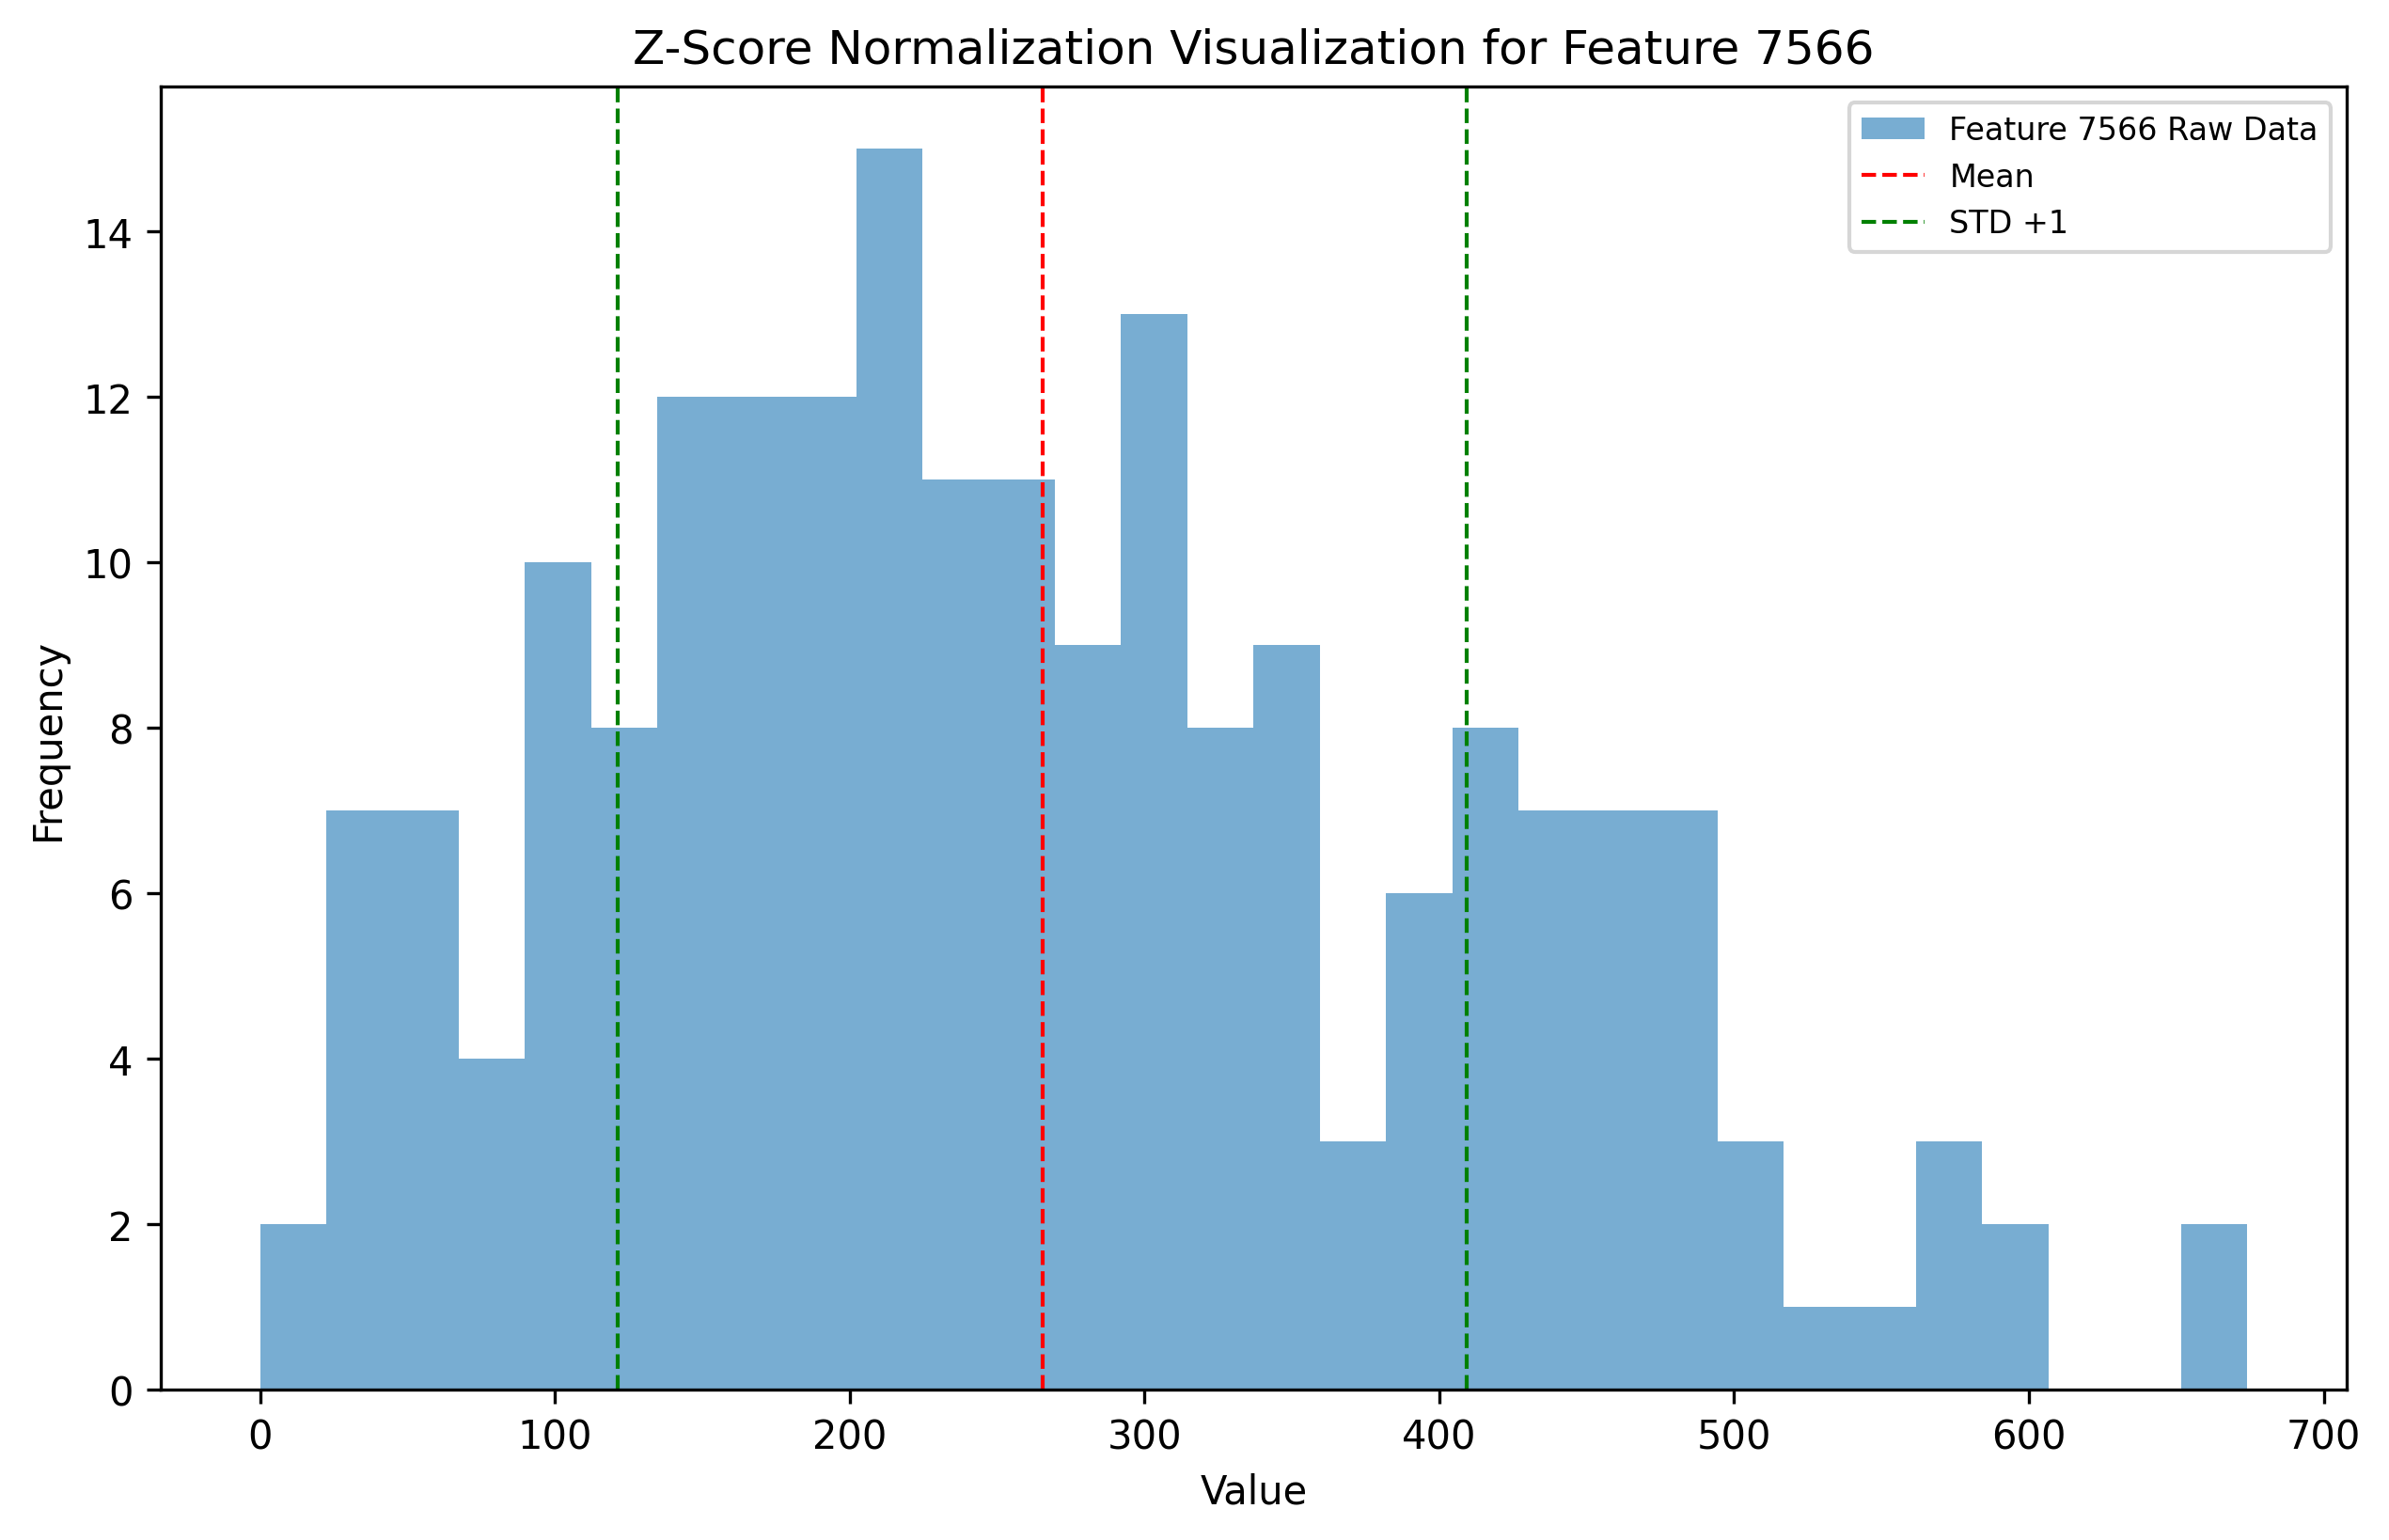 Z-Score Normalization Visualization for Feature 7566
Feature 7566 Raw Data
Mean
STD +1
14
12
10
8
6
4
2
0
Frequency
0 100 200 300 400 500 600 700
Value